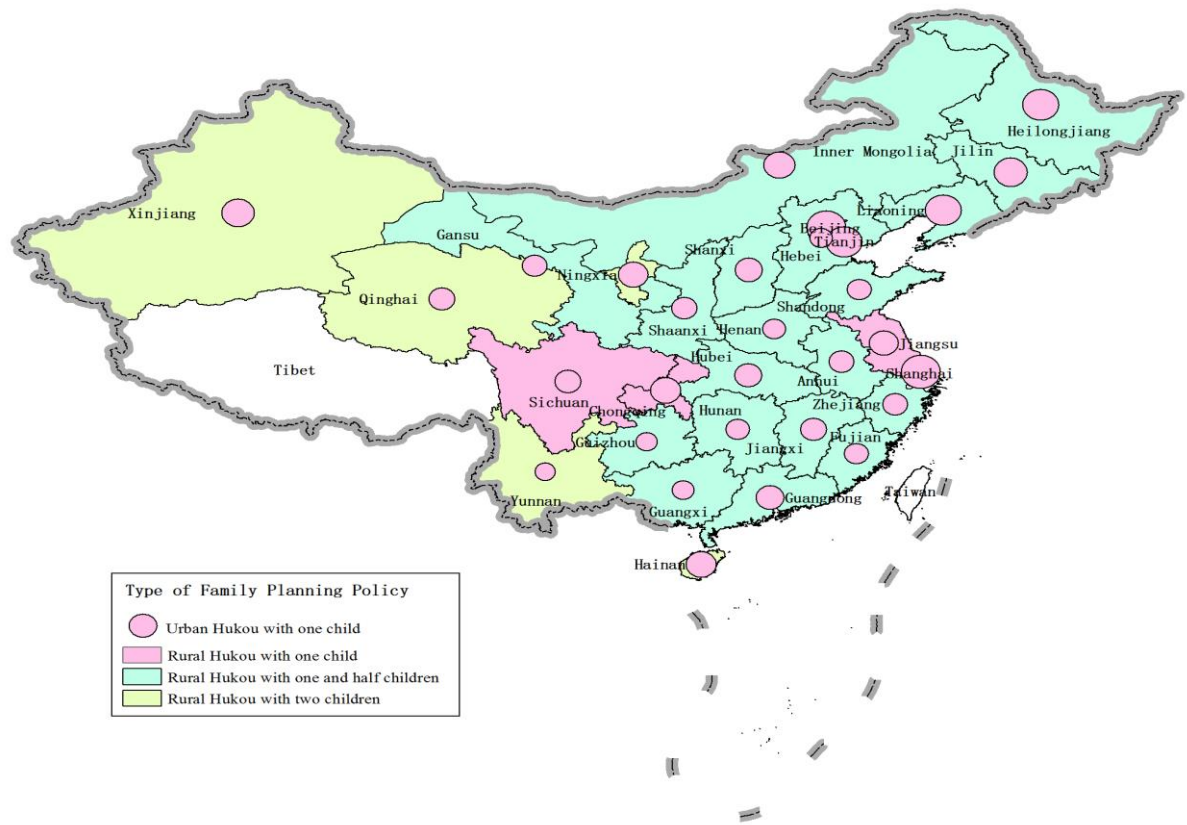 Heilongjiang
Inner Mongolia
Jilin
Xinjiang
Liaoning
Beijing
Gansu
Tianjin
Shanxi
Hebei
Ningxia
Qinghai
Shandong
Shaanxi
Henan
Jiangsu
Hubei
Tibet
Anhui
Shanghai
Sichuan
Zhejiang
Chongqing
Hunan
Fujian
Guizhou
Jiangxi
Taiwan
Yunnan
Guangdong
Guangxi
Hainan
Type of Family Planning Policy
Urban Hukou with one child
Rural Hukou with one child
Rural Hukou with one and half children
Rural Hukou with two children